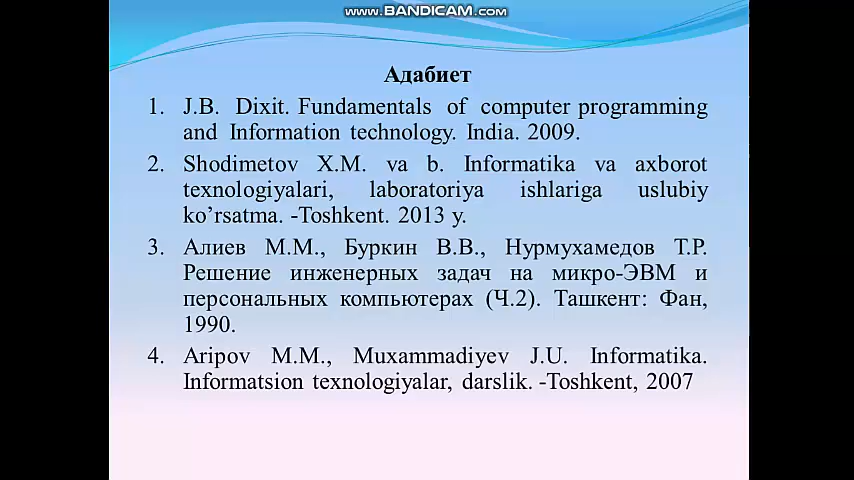 www.BANDICAM.com
Адабиет
1. J.B. Dixit. Fundamentals of computer programming
and Information technology. India. 2009.
2. Shodimetov X.M. va b. Informatika va axborot
texnologiyalari, laboratoriya ishlariga uslubiy
ko’rsatma. -Toshkent. 2013 y.
3. Алиев М.М., Буркин В.В., Нурмухамедов Т.Р.
Решение инженерных задач на микро-ЭВМ и
персональных компьютерах (Ч.2). Ташкент: Фан,
1990.
4. Aripov M.M., Muxammadiyev J.U. Informatika.
Informatsion texnologiyalar, darslik. -Toshkent, 2007